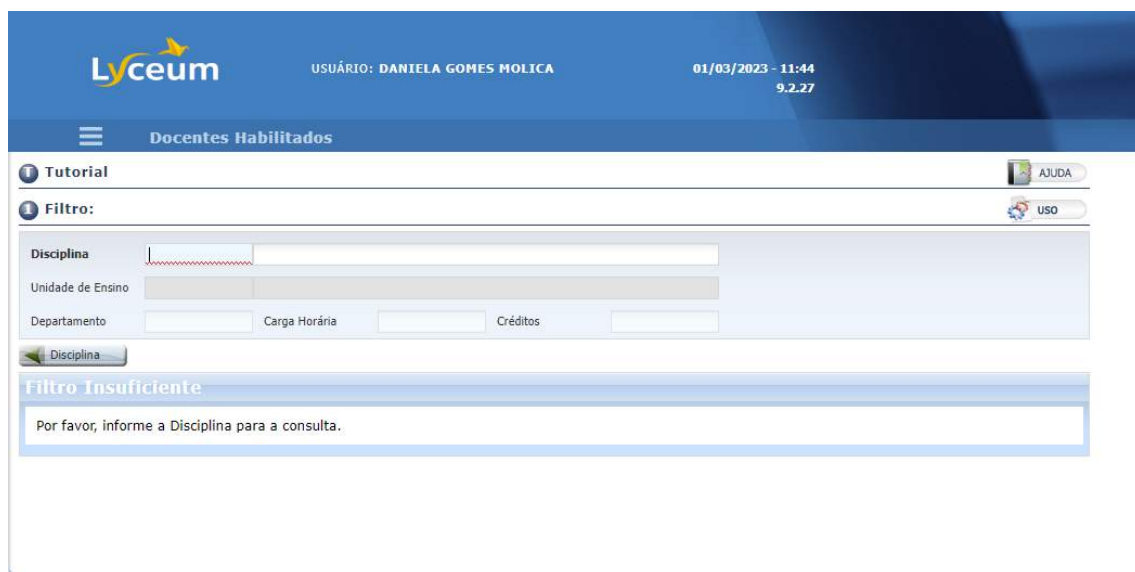 Lyceum
USUÁRIO: DANIELA GOMES MOLICA
01/03/2023 - 11:44
9.2.27
Docentes Habilitados
T Tutorial
AJUDA
1 Filtro:
USO
Disciplina
Unidade de Ensino
Departamento Carga Horária Créditos
Disciplina
Filtro Insuficiente
Por favor, informe a Disciplina para a consulta.